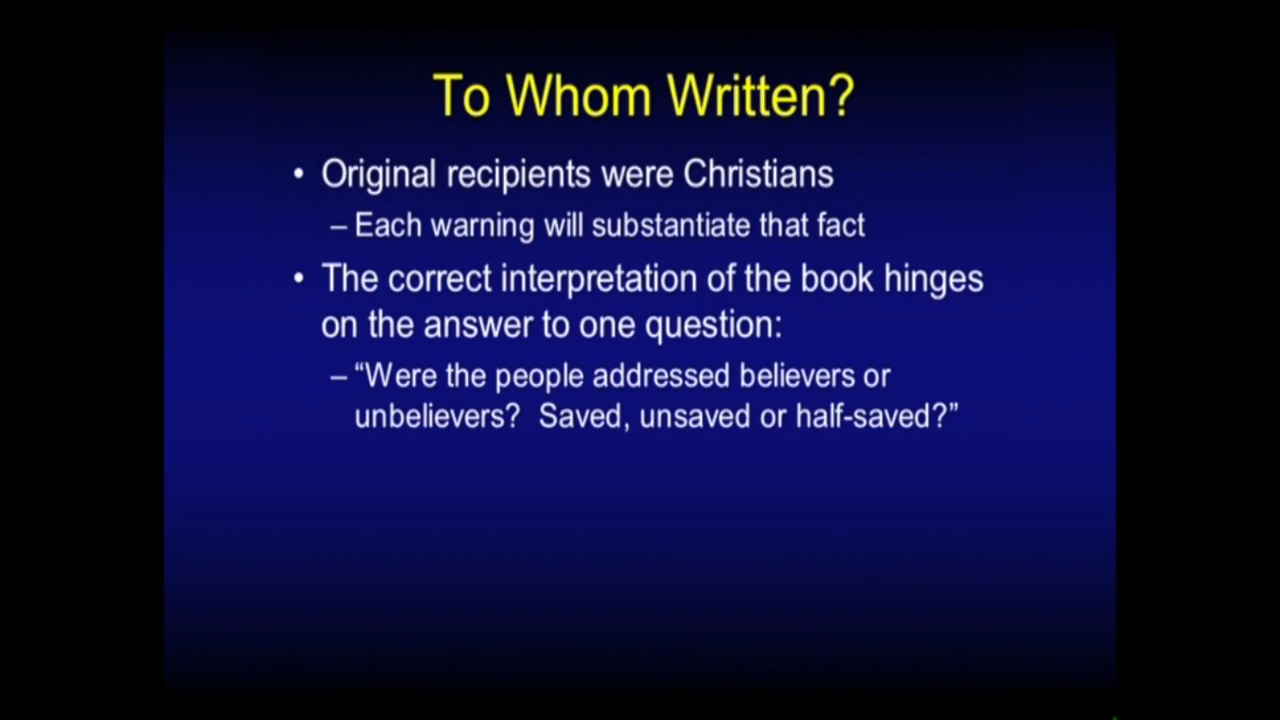 To Whom Written?
• Original recipients were Christians
– Each warning will substantiate that fact
• The correct interpretation of the book hinges
on the answer to one question:
– “Were the people addressed believers or
unbelievers?  Saved, unsaved or half-saved?”